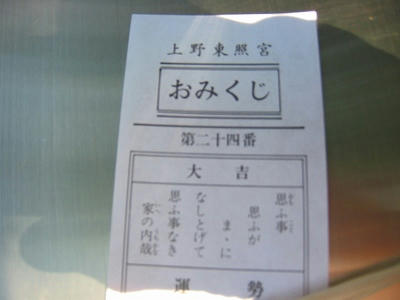 上野東照宮
おみくじ
第二十四番
大吉
思ふ事
思ふが
まゝに
なしとげて
思ふ事なき
家の内哉
運勢